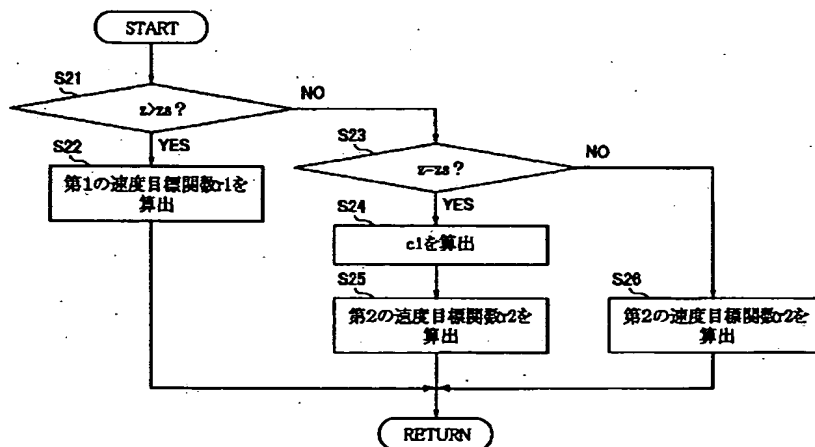 START
S21
z>zs?
NO
YES
S22
第1の速度目標関数r1を
算出
S23
z=zs?
NO
YES
S24
c1を算出
S25
第2の速度目標関数r2を
算出
S26
第2の速度目標関数r2を
算出
RETURN